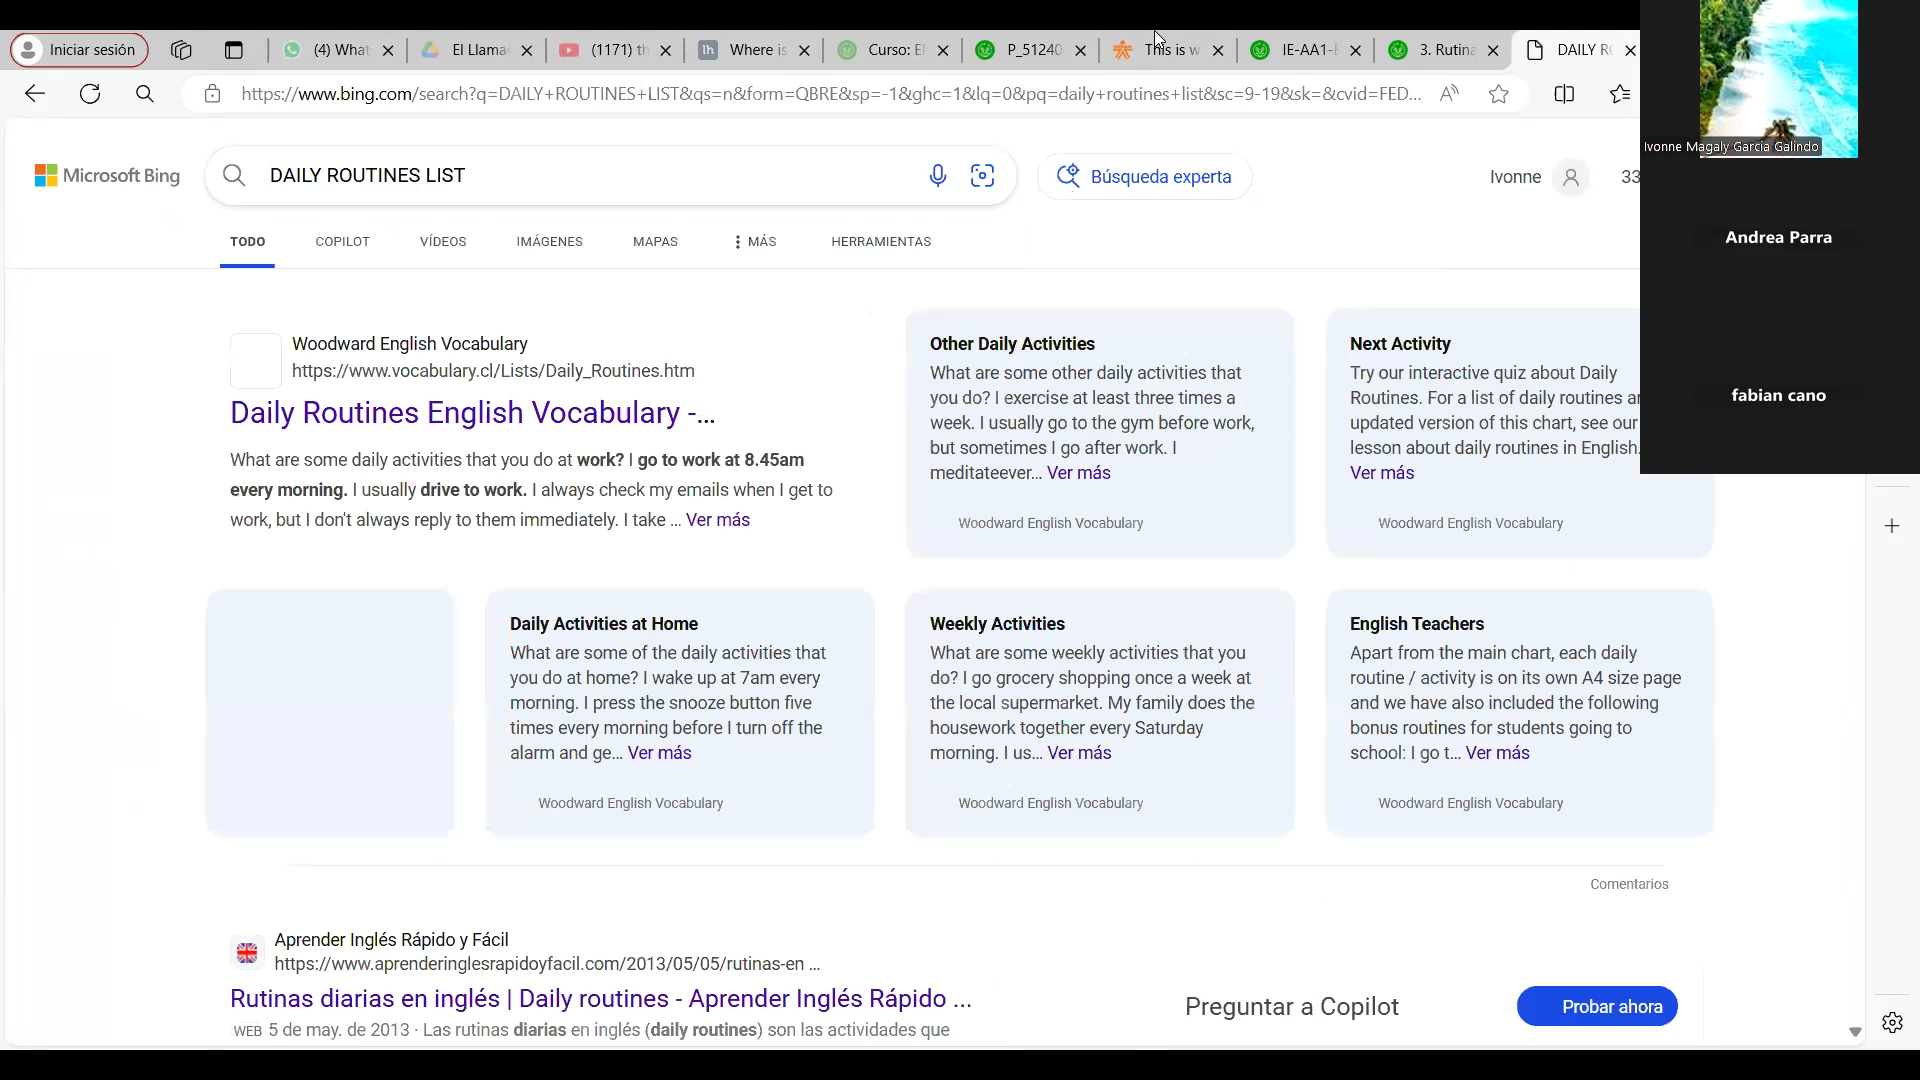 Iniciar sesión
(4) What
El Llama
(1171) th
Where is
Curso: E
P_51240
This is w
IE-AA1-E
3. Rutina
DAILY RO
https://www.bing.com/search?q=DAILY+ROUTINES+LIST&qs=n&form=QBRE&sp=-1&ghc=1&lq=0&pq=daily+routines+list&sc=9-19&sk=&cvid=FED...
Ivonne Magaly Garcia Galindo
Microsoft Bing
DAILY ROUTINES LIST
Búsqueda experta
Ivonne
33
Andrea Parra
fabian cano
TODO
COPILOT
VÍDEOS
IMÁGENES
MAPAS
MÁS
HERRAMIENTAS
Woodward English Vocabulary
https://www.vocabulary.cl/Lists/Daily_Routines.htm
Daily Routines English Vocabulary -...
What are some daily activities that you do at work? I go to work at 8.45am
every morning. I usually drive to work. I always check my emails when I get to
work, but I don't always reply to them immediately. I take ... Ver más
Other Daily Activities
What are some other daily activities that
you do? I exercise at least three times a
week. I usually go to the gym before work,
but sometimes I go after work. I
meditateever... Ver más
Woodward English Vocabulary
Next Activity
Try our interactive quiz about Daily
Routines. For a list of daily routines an
updated version of this chart, see our
lesson about daily routines in English.
Ver más
Woodward English Vocabulary
Daily Activities at Home
What are some of the daily activities that
you do at home? I wake up at 7am every
morning. I press the snooze button five
times every morning before I turn off the
alarm and ge... Ver más
Woodward English Vocabulary
Weekly Activities
What are some weekly activities that you
do? I go grocery shopping once a week at
the local supermarket. My family does the
housework together every Saturday
morning. I us... Ver más
Woodward English Vocabulary
English Teachers
Apart from the main chart, each daily
routine / activity is on its own A4 size page
and we have also included the following
bonus routines for students going to
school: I go t... Ver más
Woodward English Vocabulary
Comentarios
Aprender Inglés Rápido y Fácil
https://www.aprenderinglesrapidoyfacil.com/2013/05/05/rutinas-en ...
Rutinas diarias en inglés | Daily routines - Aprender Inglés Rápido ...
WEB 5 de may. de 2013 · Las rutinas diarias en inglés (daily routines) son las actividades que
Preguntar a Copilot
Probar ahora